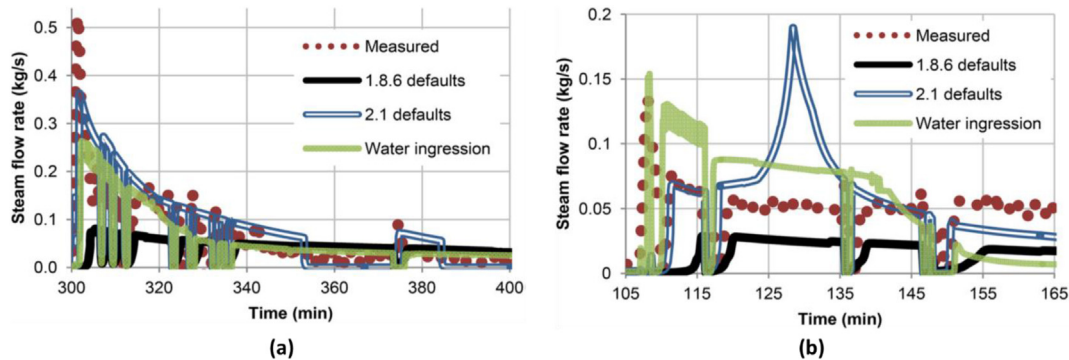 Steam flow rate (kg/s)
0.5
0.4
0.3
0.2
0.1
0.0
Measured
1.8.6 defaults
2.1 defaults
Water ingression
300 320 340 360 380 400
Time (min)
(a)
Steam flow rate (kg/s)
0.2
0.15
0.1
0.05
0
Measured
1.8.6 defaults
2.1 defaults
Water ingression
105 115 125 135 145 155 165
Time (min)
(b)